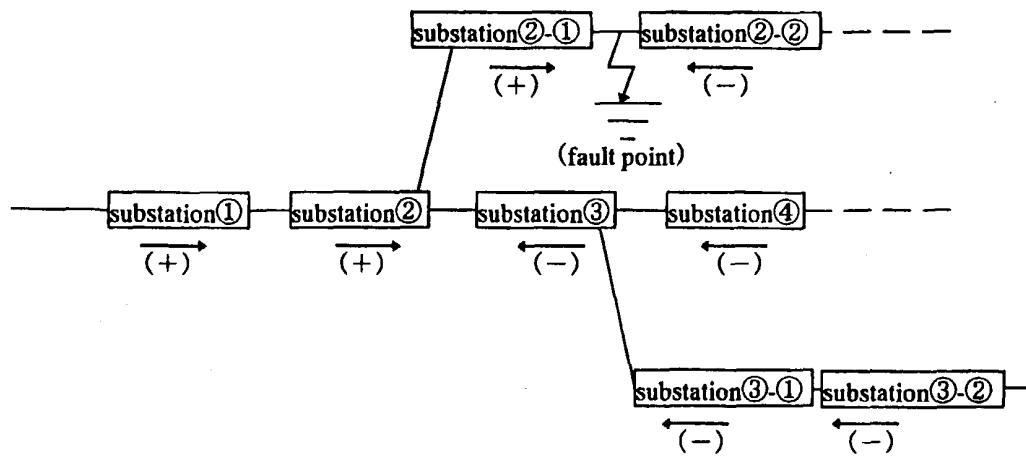 substation②-① substation②-②
(+) (−)
(fault point)
substation① substation② substation③ substation④
(+) (+) (−) (−)
substation③-① substation③-②
(−) (−)